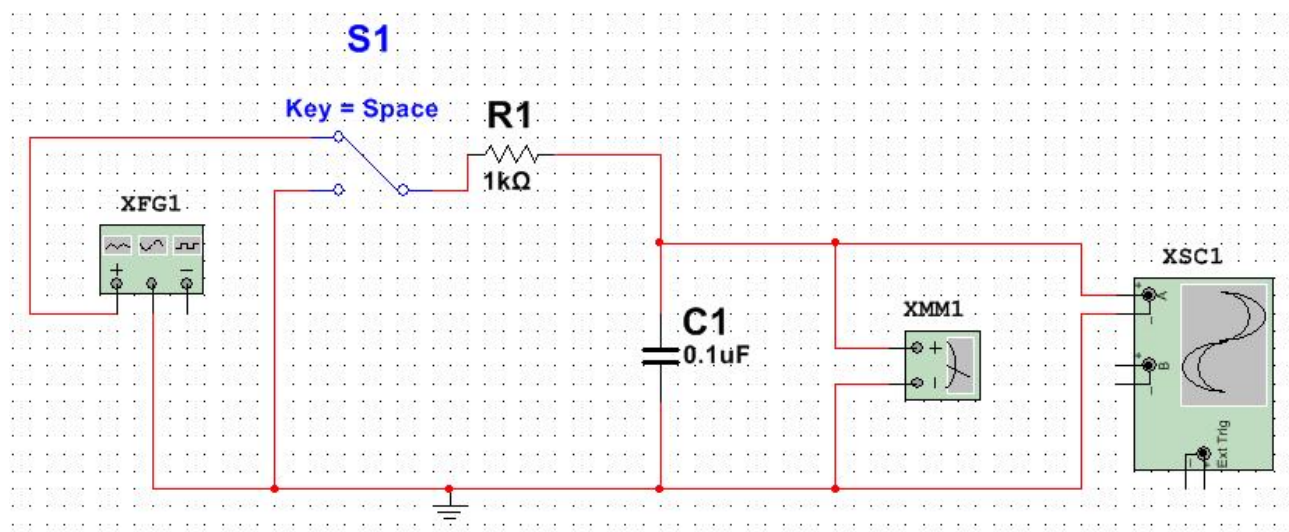 S1
Key = Space
R1
1kΩ
XFG1
+
−
XSC1
+
A
−
XMM1
+
−
C1
0.1uF
+
B
−
Ext Trig
+
−